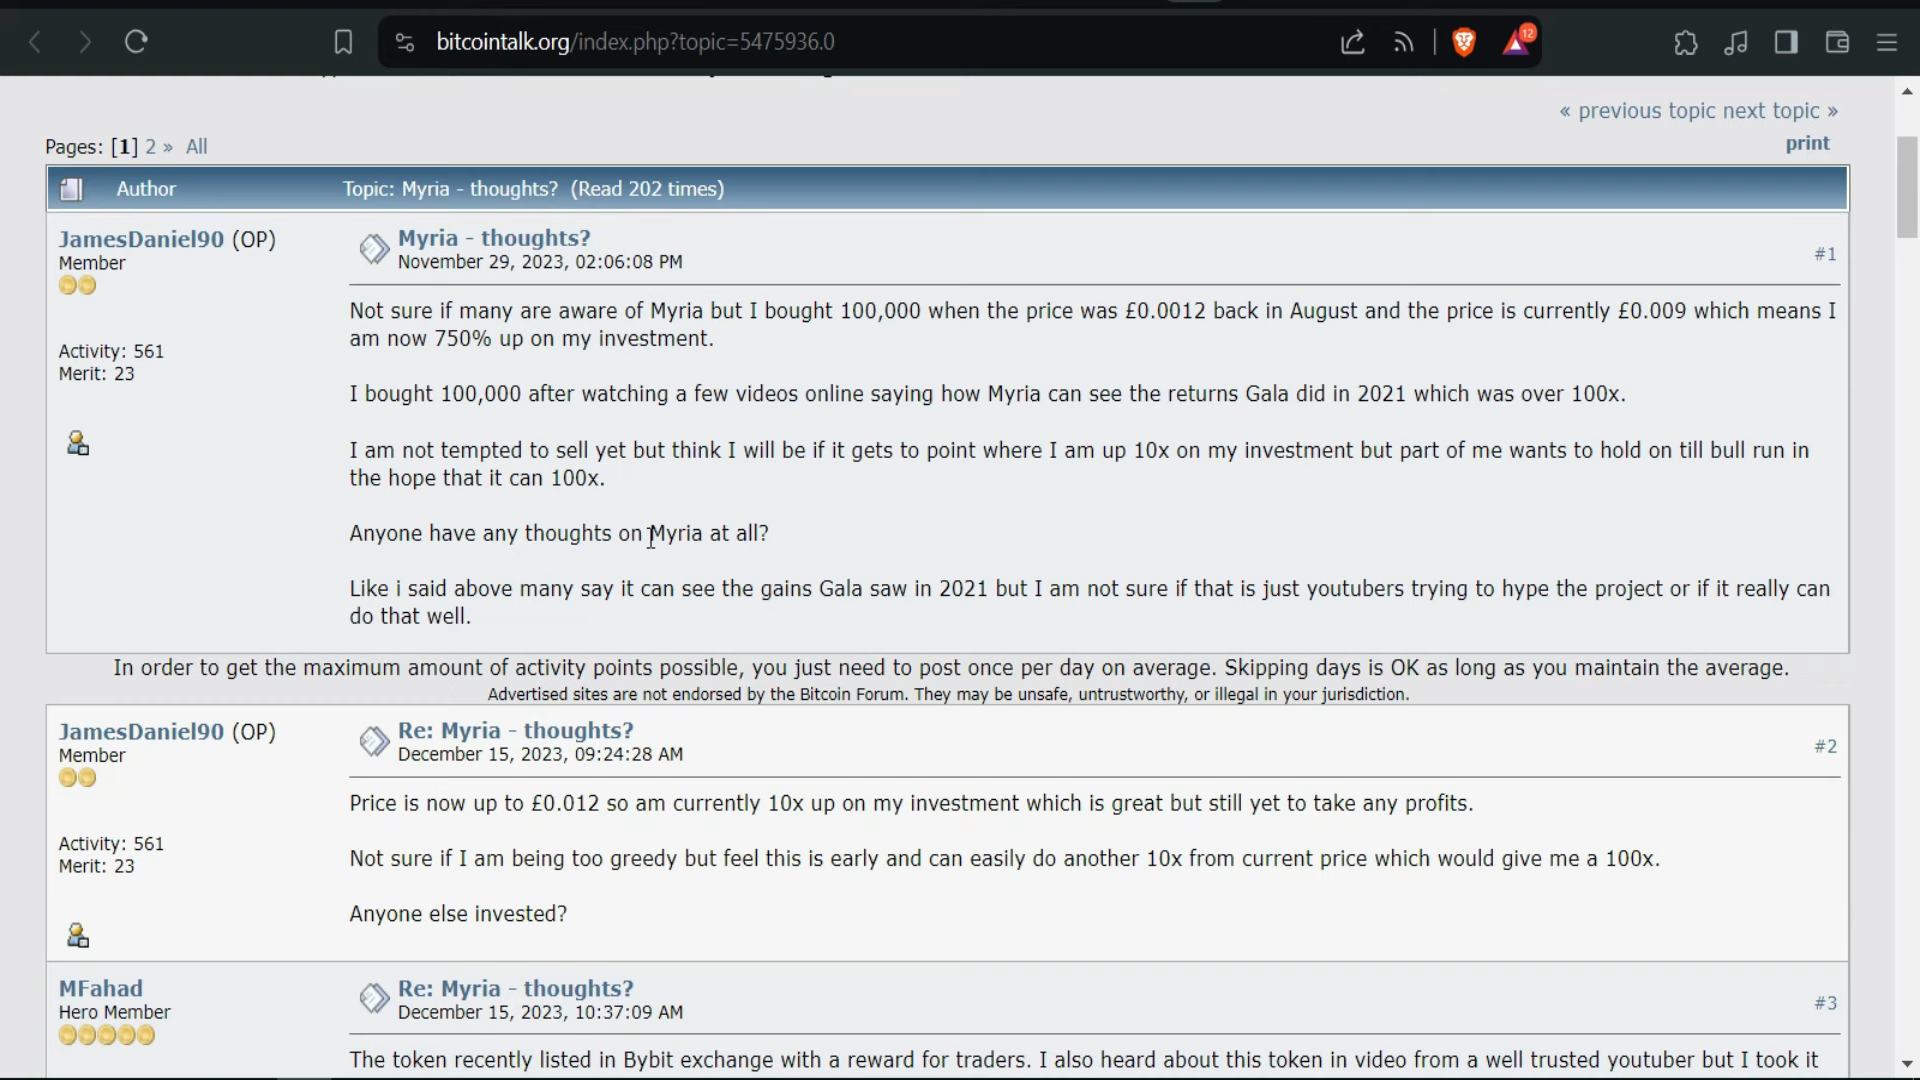 bitcointalk.org/index.php?topic=5475936.0
12
« previous topic next topic »
Pages: [1] 2 » All
print
Author Topic: Myria - thoughts? (Read 202 times)
JamesDaniel90 (OP)
Member
Activity: 561
Merit: 23
Myria - thoughts?
November 29, 2023, 02:06:08 PM
#1
Not sure if many are aware of Myria but I bought 100,000 when the price was £0.0012 back in August and the price is currently £0.009 which means I
am now 750% up on my investment.
I bought 100,000 after watching a few videos online saying how Myria can see the returns Gala did in 2021 which was over 100x.
I am not tempted to sell yet but think I will be if it gets to point where I am up 10x on my investment but part of me wants to hold on till bull run in
the hope that it can 100x.
Anyone have any thoughts on Myria at all?
Like i said above many say it can see the gains Gala saw in 2021 but I am not sure if that is just youtubers trying to hype the project or if it really can
do that well.
In order to get the maximum amount of activity points possible, you just need to post once per day on average. Skipping days is OK as long as you maintain the average.
Advertised sites are not endorsed by the Bitcoin Forum. They may be unsafe, untrustworthy, or illegal in your jurisdiction.
JamesDaniel90 (OP)
Member
Activity: 561
Merit: 23
Re: Myria - thoughts?
December 15, 2023, 09:24:28 AM
#2
Price is now up to £0.012 so am currently 10x up on my investment which is great but still yet to take any profits.
Not sure if I am being too greedy but feel this is early and can easily do another 10x from current price which would give me a 100x.
Anyone else invested?
MFahad
Hero Member
Re: Myria - thoughts?
December 15, 2023, 10:37:09 AM
#3
The token recently listed in Bybit exchange with a reward for traders. I also heard about this token in video from a well trusted youtuber but I took it